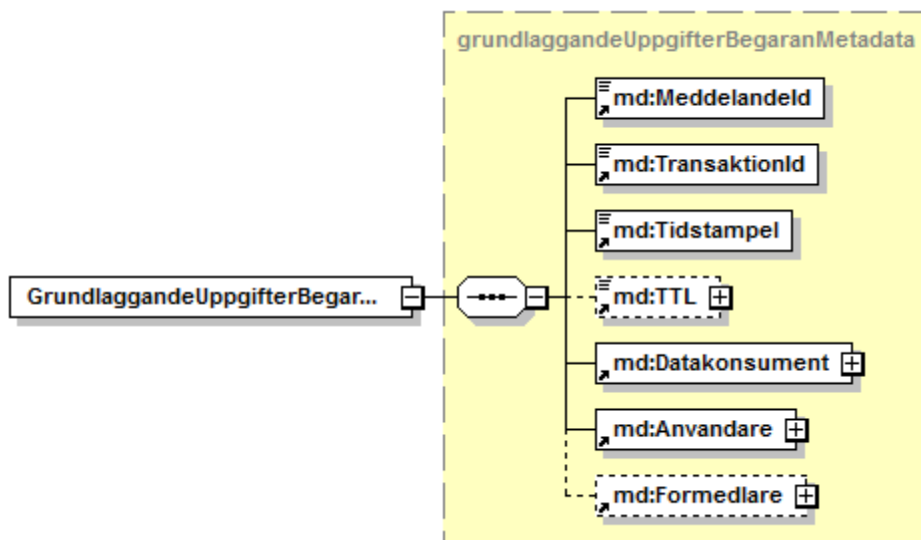 grundlaggandeUppgifterBegaranMetadata
md:MeddelandeId
md:TransaktionId
md:Tidstampel
GrundlaggandeUppgifterBegar...
md:TTL
md:Datakonsument
md:Anvandare
md:Formedlare